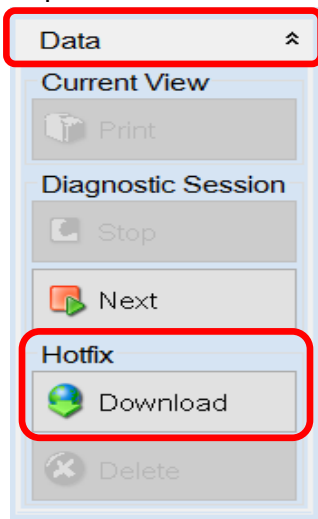 Data
Current View
Print
Diagnostic Session
Stop
Next
Hotfix
Download
Delete